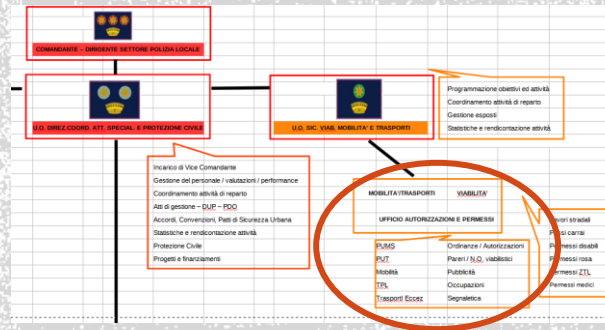 COMANDANTE – DIRIGENTE SETTORE POLIZIA LOCALE
U.O. DIREZ.COORD. ATT. SPECIAL. E PROTEZIONE CIVILE
U.O. SIC. VIAB. MOBILITA' E TRASPORTI
Programmazione obiettivi ed attività
Coordinamento attività di reparto
Gestione esposti
Statistiche e rendicontazione attività
Incarico di Vice Comandante
Gestione del personale / valutazioni / performance
Coordinamento attività di reparto
Atti di gestione – DUP – PDO
Accordi, Convenzioni, Patti di Sicurezza Urbana
Statistiche e rendicontazione attività
Protezione Civile
Progetti e finanziamenti
MOBILITA'/TRASPORTI VIABILITA'
UFFICIO AUTORIZZAZIONI E PERMESSI
PUMS Ordinanze / Autorizzazioni
PUT Pareri / N.O. viabilistici
Mobilità Pubblicità
TPL Occupazioni
Trasporti Eccez Segnaletica
stradali
carrai
Permessi disabili
Permessi rosa
Permessi ZTL
Permessi medici